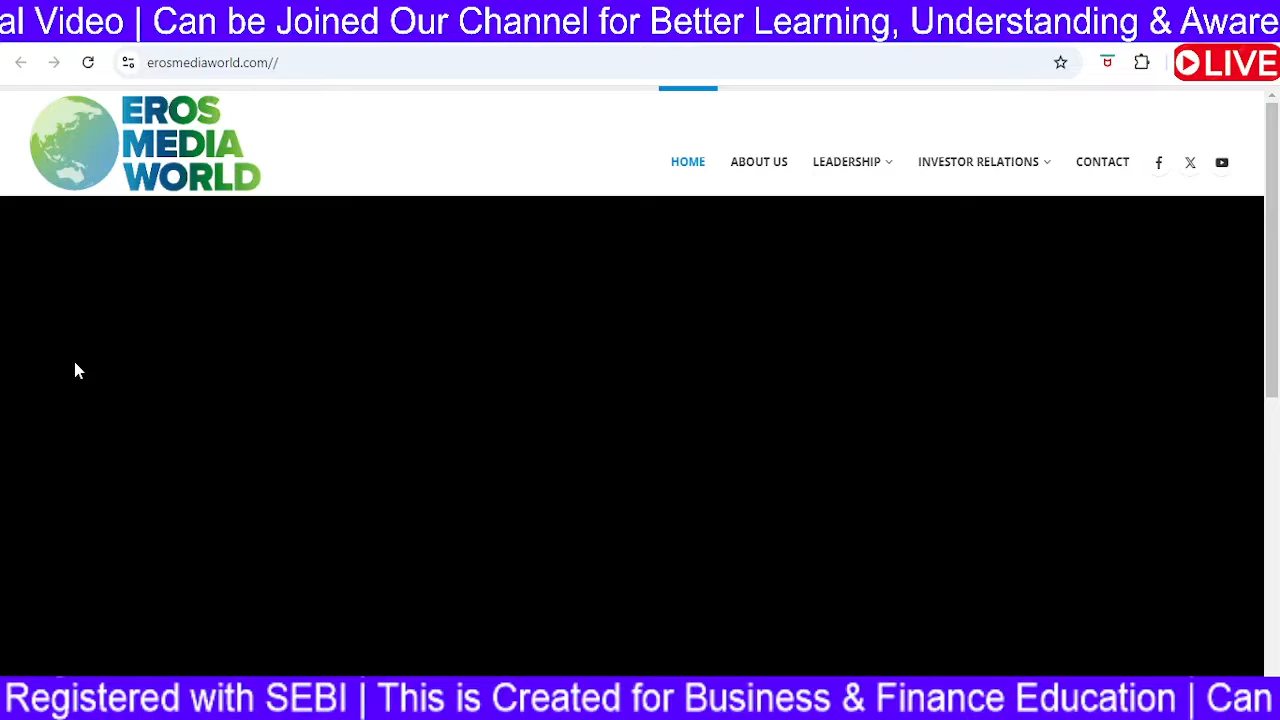 al Video | Can be Joined Our Channel for Better Learning, Understanding & Aware
erosmediaworld.com//
LIVE
EROS
MEDIA
WORLD
HOME ABOUT US LEADERSHIP INVESTOR RELATIONS CONTACT
Registered with SEBI | This is Created for Business & Finance Education | Can